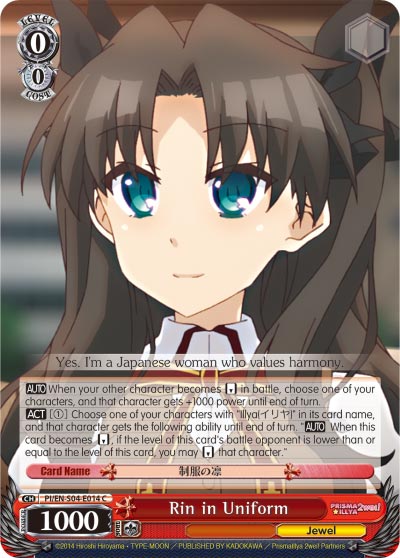 LEVEL
0
0
COST
Yes. I'm a Japanese woman who values harmony.
AUTO When your other character becomes [ ] in battle, choose one of your
characters, and that character gets +1000 power until end of turn.
ACT [①] Choose one of your characters with "Illya(イリヤ)" in its card name,
and that character gets the following ability until end of turn. "AUTO When this
card becomes [ ], if the level of this card's battle opponent is lower than or
equal to the level of this card, you may [ ] that character."
Card Name 制服の凛
CH PI/EN-S04-E014 C
POWER 1000 SOUL Rin in Uniform PRISMA ILLYA 2wei!
Jewel
©2014 Hiroshi Hiroyama・TYPE-MOON / PUBLISHED BY KADOKAWA / Prismaillya 2wei Partners